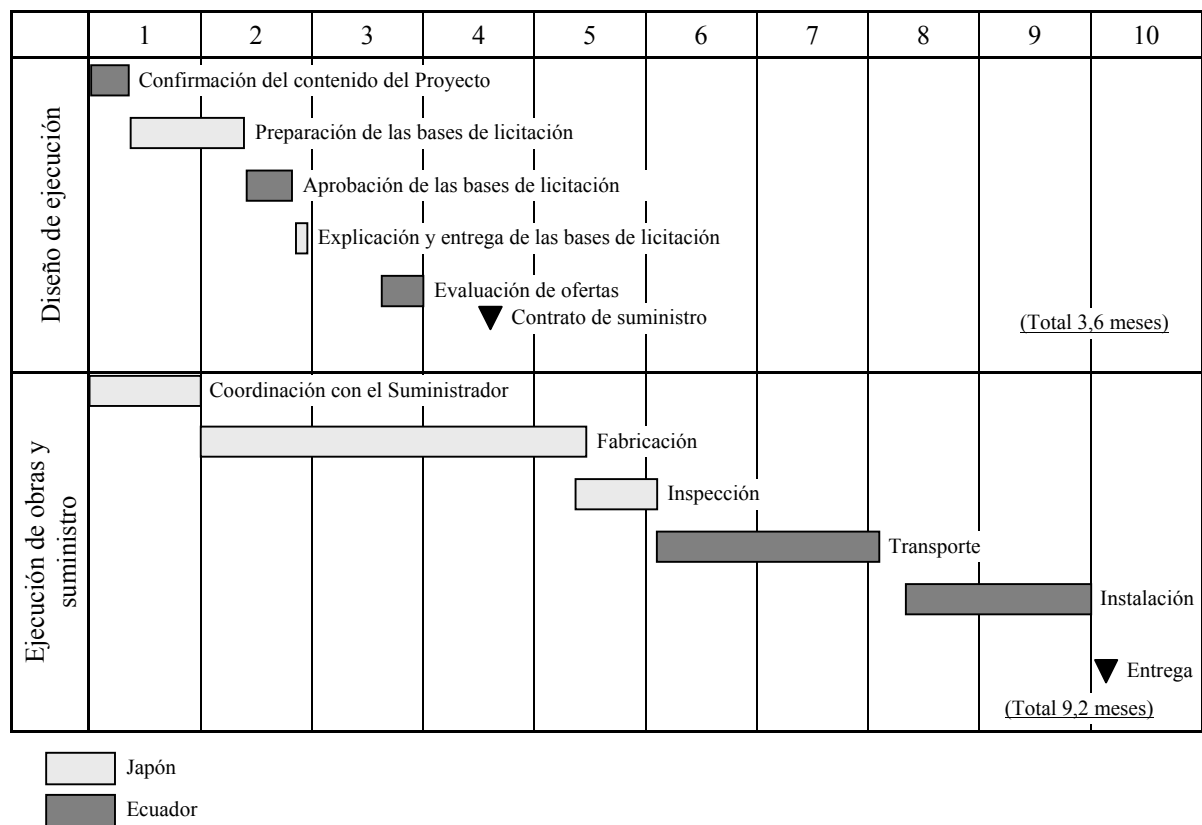 1 2 3 4 5 6 7 8 9 10
Diseño de ejecución
Confirmación del contenido del Proyecto
Preparación de las bases de licitación
Aprobación de las bases de licitación
Explicación y entrega de las bases de licitación
Evaluación de ofertas
Contrato de suministro
(Total 3,6 meses)
Ejecución de obras y
suministro
Coordinación con el Suministrador
Fabricación
Inspección
Transporte
Instalación
Entrega
(Total 9,2 meses)
Japón
Ecuador